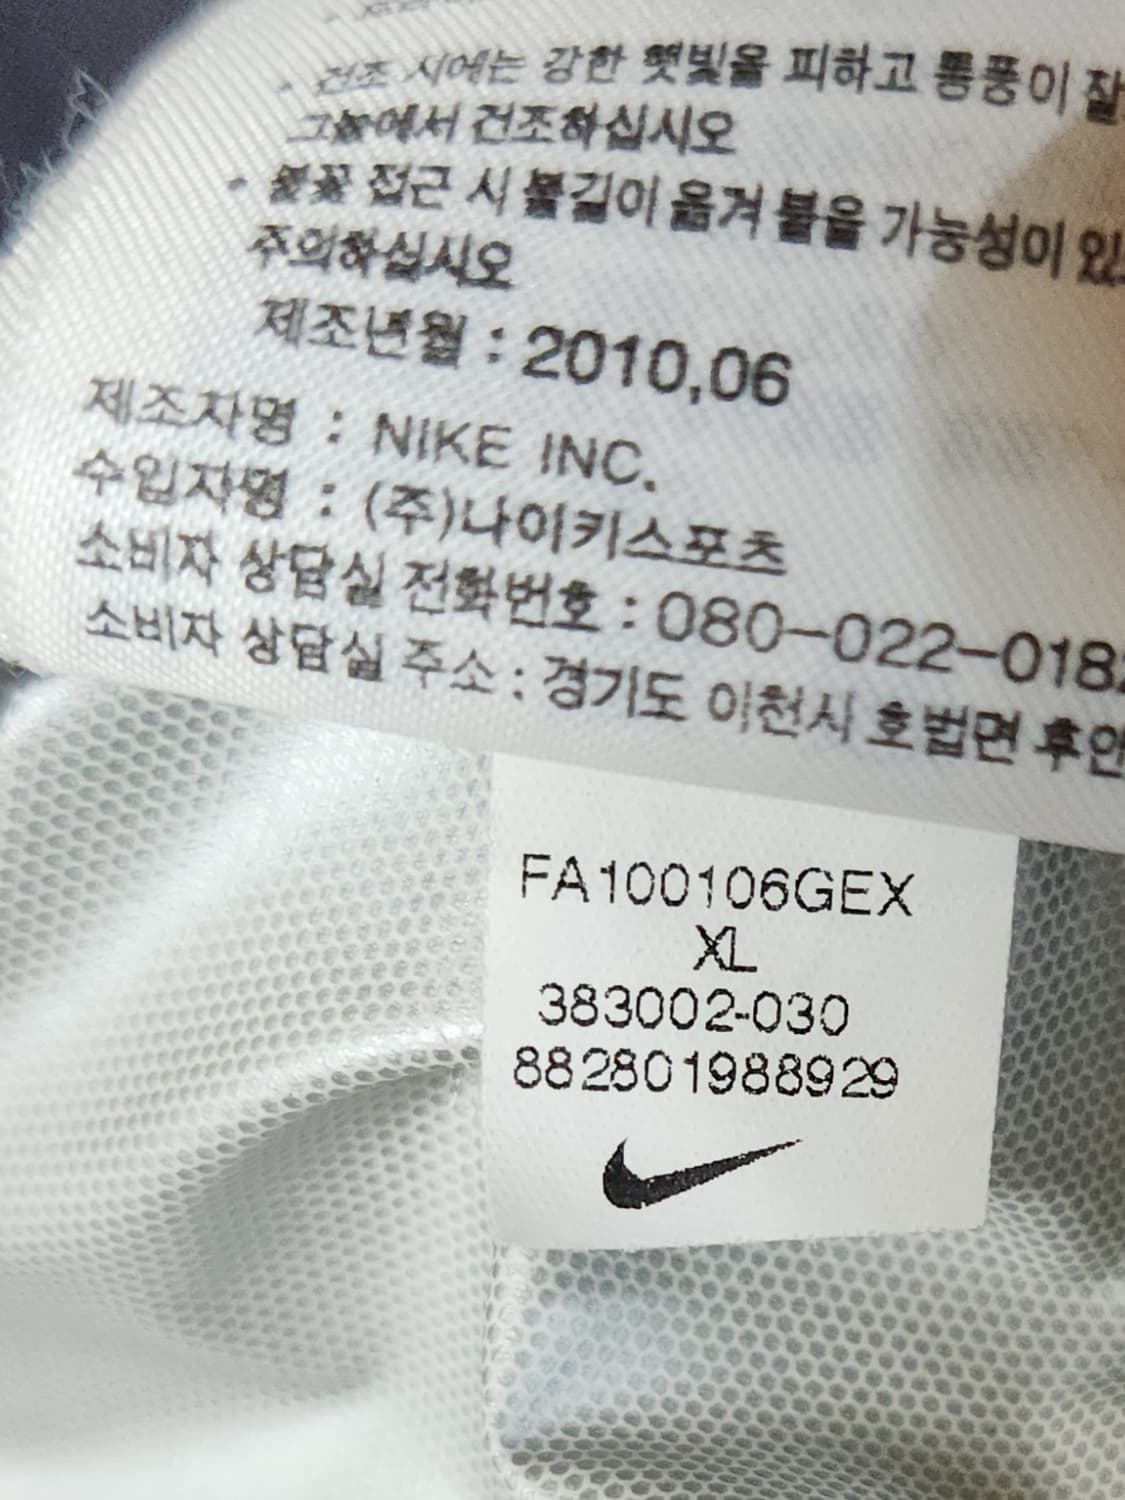 · 건조 시에는 강한 햇빛을 피하고 통풍이 잘
그늘에서 건조하십시오
· 불꽃 접근 시 불길이 옮겨 붙을 가능성이 있
주의하십시오
제조년월 : 2010,06
제조자명 : NIKE INC.
수입자명 : (주)나이키스포츠
소비자 상담실 전화번호 : 080-022-0182
소비자 상담실 주소 : 경기도 이천시 호법면 후안
FA100106GEX
XL
383002-030
882801988929